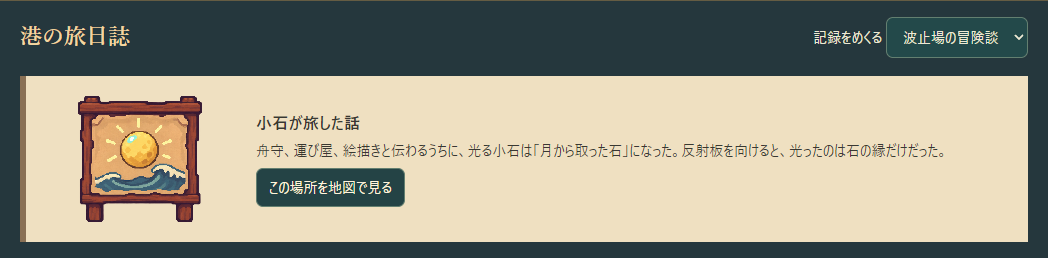 港の旅日誌
記録をめくる 波止場の冒険談
小石が旅した話
舟守、運び屋、絵描きと伝わるうちに、光る小石は「月から取った石」になった。反射板を向けると、光ったのは石の縁だけだった。
この場所を地図で見る